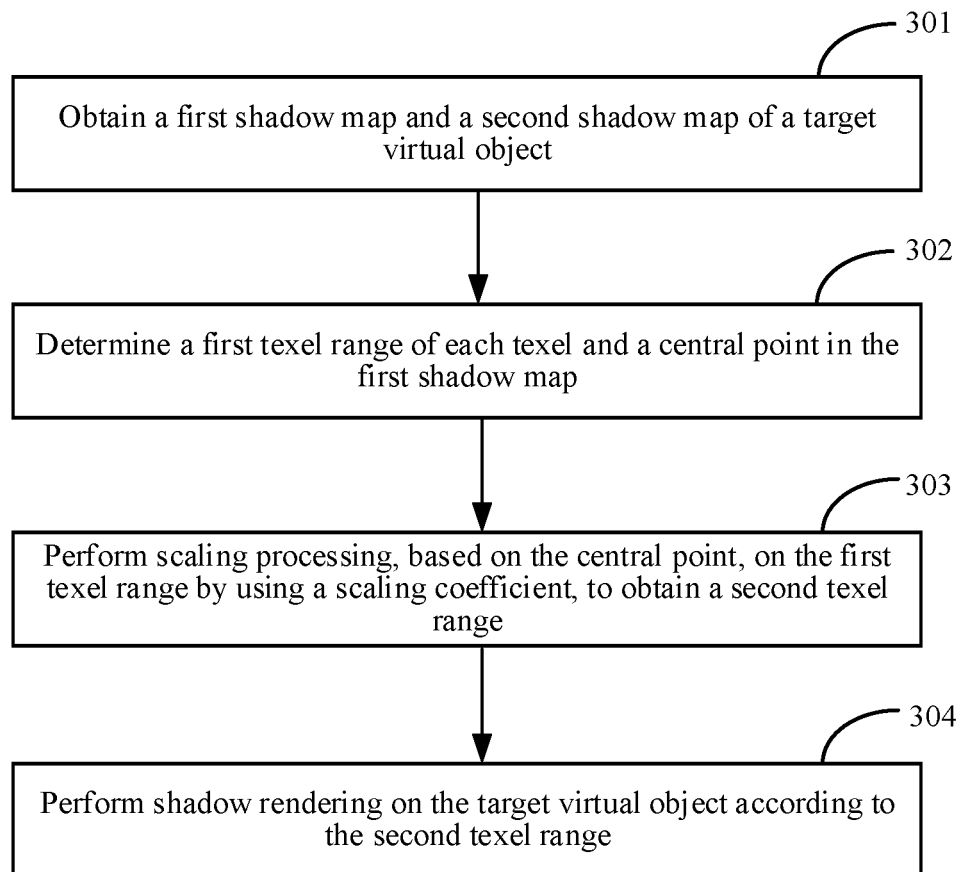 301
Obtain a first shadow map and a second shadow map of a target
virtual object
302
Determine a first texel range of each texel and a central point in the
first shadow map
303
Perform scaling processing, based on the central point, on the first
texel range by using a scaling coefficient, to obtain a second texel
range
304
Perform shadow rendering on the target virtual object according to
the second texel range